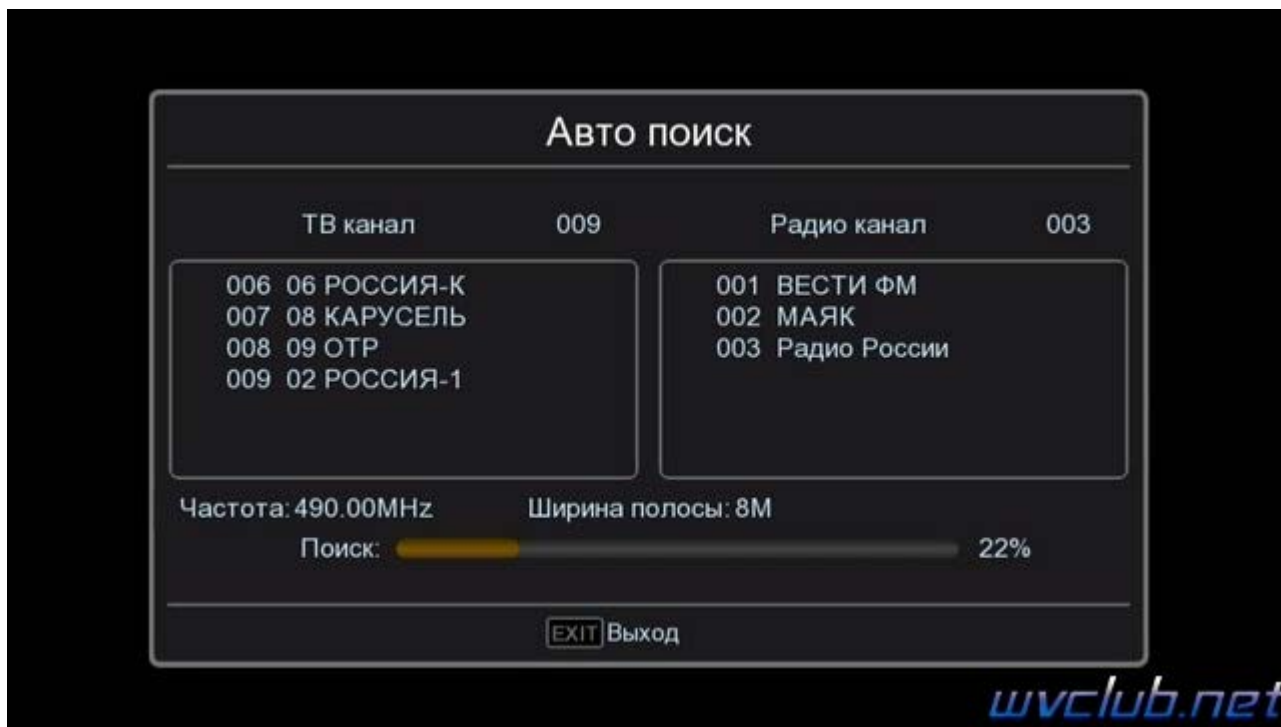 Авто поиск
ТВ канал 009 Радио канал 003
006 06 РОССИЯ-К
007 08 КАРУСЕЛЬ
008 09 ОТР
009 02 РОССИЯ-1
001 ВЕСТИ ФМ
002 МАЯК
003 Радио России
Частота: 490.00MHz Ширина полосы: 8M
Поиск: 22%
EXIT Выход
wvclub.net